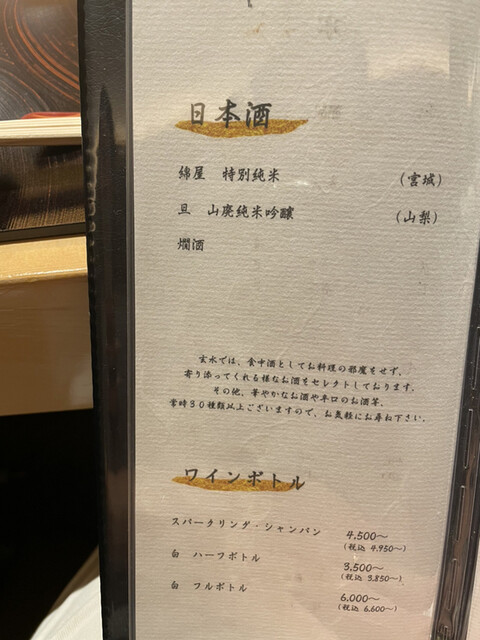 日本酒
綿屋 特別純米 (宮城)
旦 山廃純米吟醸 (山梨)
燗酒
玄水では、食中酒としてお料理の邪魔をせず、
寄り添ってくれる様なお酒をセレクトしております。
その他、華やかなお酒や辛口のお酒等、
常時30種類以上ございますので、お気軽にお尋ね下さい。
ワインボトル
スパークリング・シャンパン 4,500〜
(税込 4,950〜)
白 ハーフボトル 3,500〜
(税込 3,850〜)
白 フルボトル 6,000〜
(税込 6,600〜)